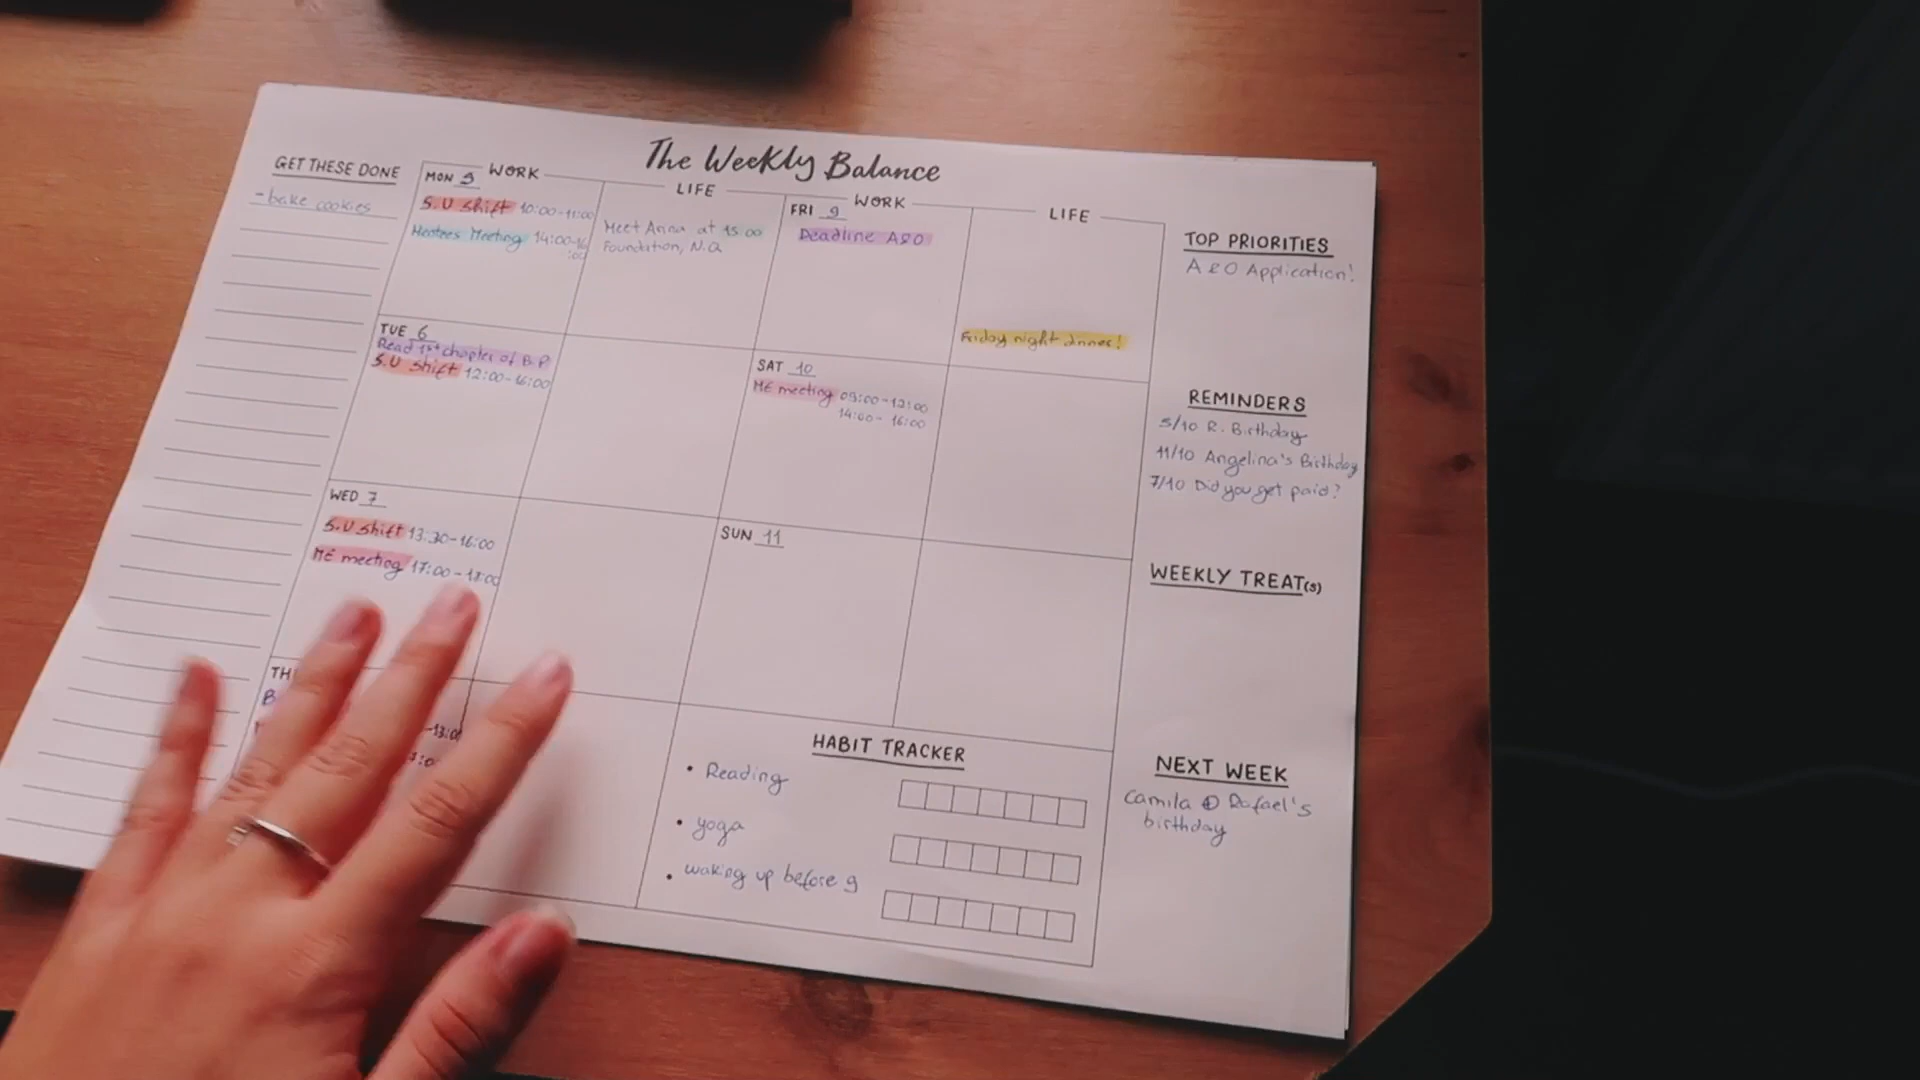 The Weekly Balance
GET THESE DONE
- bake cookies
WORK
MON 5
S.U shift 10:00-11:00
Meeting 14:00-16
:00
LIFE
Meet Anna at 15 00
Foundation, N.Q
TUE 6
Read 1st chapter of B.P
S.U shift 12:00-16:00
WED 7
S.U shift 13:30-16:00
ME meeting 17:00-18:00
TH
B
-13:00
WORK
FRI 9
Deadline A&O
LIFE
Friday night dinner!
SAT 10
ME meeting 09:00-12:00
14:00-16:00
SUN 11
HABIT TRACKER
• Reading
• yoga
• waking up before 9
TOP PRIORITIES
A&O Application!
REMINDERS
5/10 R. Birthday
11/10 Angelina's Birthday
7/10 Did you get paid?
WEEKLY TREAT(S)
NEXT WEEK
Camila & Rafael's
birthday